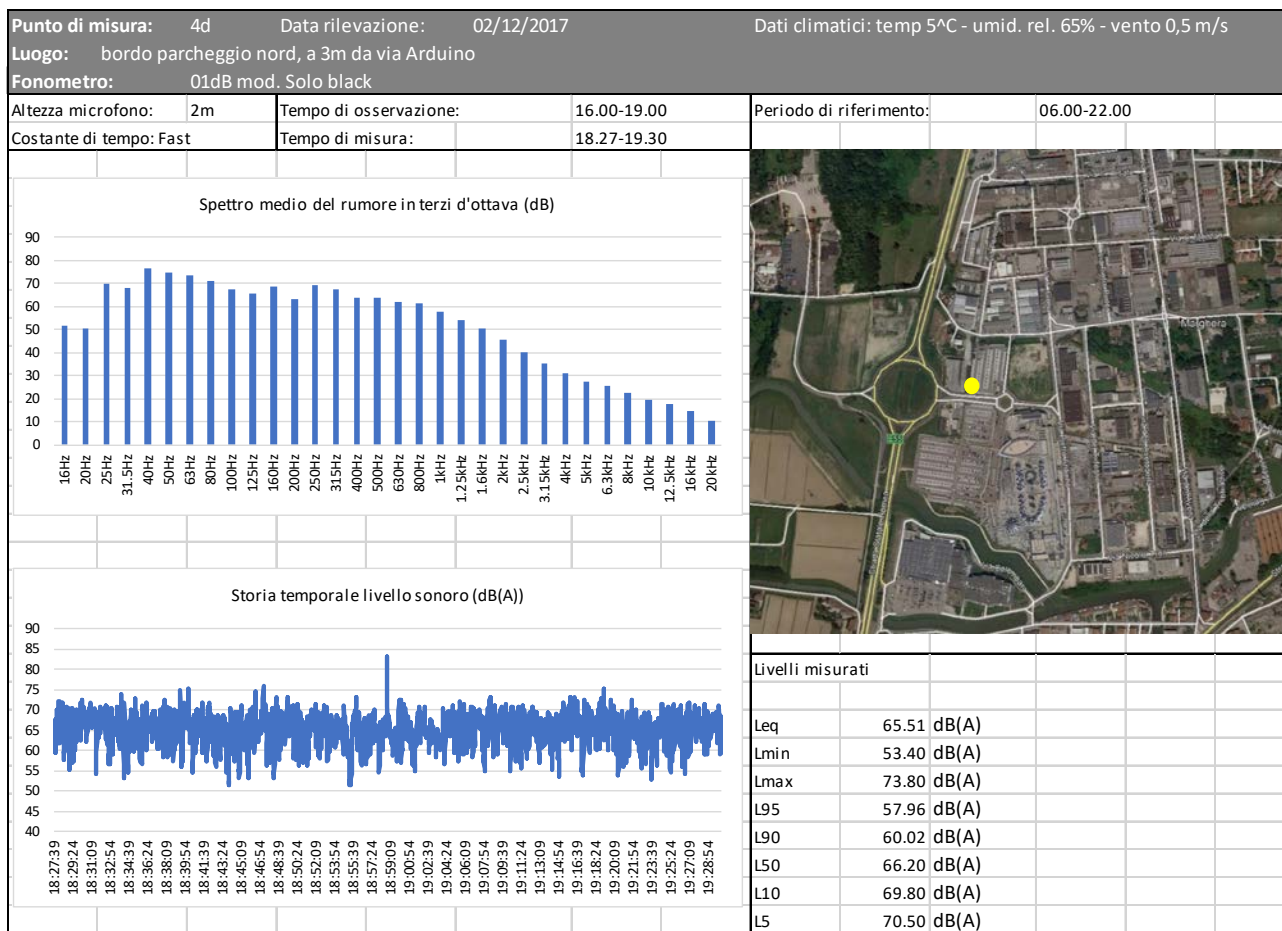 Punto di misura: 4d Data rilevazione: 02/12/2017 Dati climatici: temp 5^C - umid. rel. 65% - vento 0,5 m/s
Luogo: bordo parcheggio nord, a 3m da via Arduino
Fonometro: 01dB mod. Solo black
Altezza microfono: 2m Tempo di osservazione: 16.00-19.00 Periodo di riferimento: 06.00-22.00
Costante di tempo: Fast Tempo di misura: 18.27-19.30
Spettro medio del rumore in terzi d'ottava (dB)
90
80
70
60
50
40
30
20
10
0
16Hz 20Hz 25Hz 31.5Hz 40Hz 50Hz 63Hz 80Hz 100Hz 125Hz 160Hz 200Hz 250Hz 315Hz 400Hz 500Hz 630Hz 800Hz 1kHz 1.25kHz 1.6kHz 2kHz 2.5kHz 3.15kHz 4kHz 5kHz 6.3kHz 8kHz 10kHz 12.5kHz 16kHz 20kHz
Marghera
Storia temporale livello sonoro (dB(A))
90
85
80
75
70
65
60
55
50
45
40
18:27:39 18:29:24 18:31:09 18:32:54 18:34:39 18:36:24 18:38:09 18:39:54 18:41:39 18:43:24 18:45:09 18:46:54 18:48:39 18:50:24 18:52:09 18:53:54 18:55:39 18:57:24 18:59:09 19:00:54 19:02:39 19:04:24 19:06:09 19:07:54 19:09:39 19:11:24 19:13:09 19:14:54 19:16:39 19:18:24 19:20:09 19:21:54 19:23:39 19:25:24 19:27:09 19:28:54
Livelli misurati
Leq 65.51 dB(A)
Lmin 53.40 dB(A)
Lmax 73.80 dB(A)
L95 57.96 dB(A)
L90 60.02 dB(A)
L50 66.20 dB(A)
L10 69.80 dB(A)
L5 70.50 dB(A)